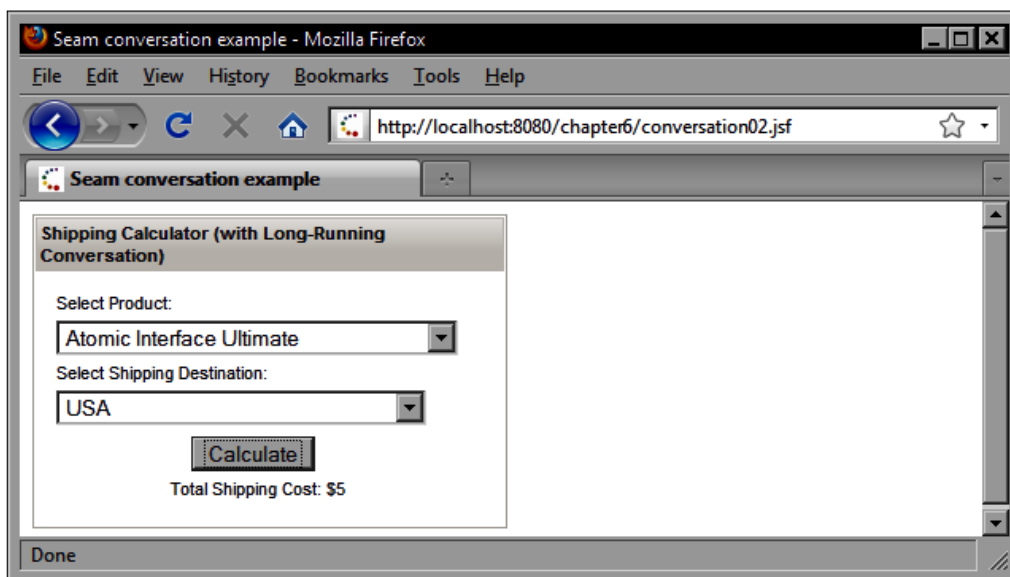 Seam conversation example - Mozilla Firefox
File Edit View History Bookmarks Tools Help
http://localhost:8080/chapter6/conversation02.jsf
Seam conversation example
Shipping Calculator (with Long-Running
Conversation)
Select Product:
Atomic Interface Ultimate
Select Shipping Destination:
USA
Calculate
Total Shipping Cost: $5
Done